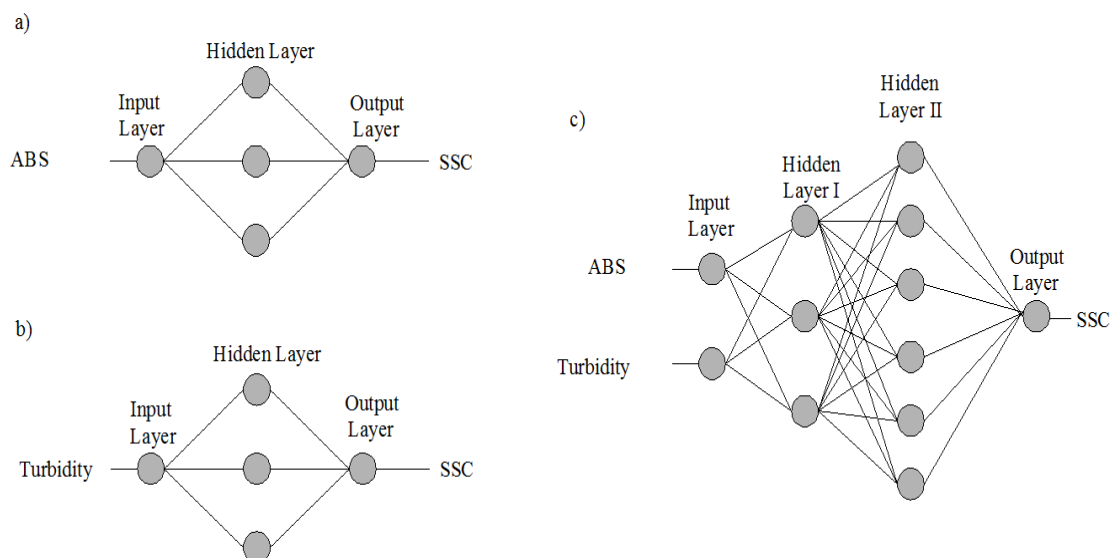 a)
Hidden Layer
Input
Layer
Output
Layer
ABS
SSC
b)
Hidden Layer
Input
Layer
Output
Layer
Turbidity
SSC
c)
Hidden
Layer II
Hidden
Layer I
Input
Layer
Output
Layer
ABS
Turbidity
SSC